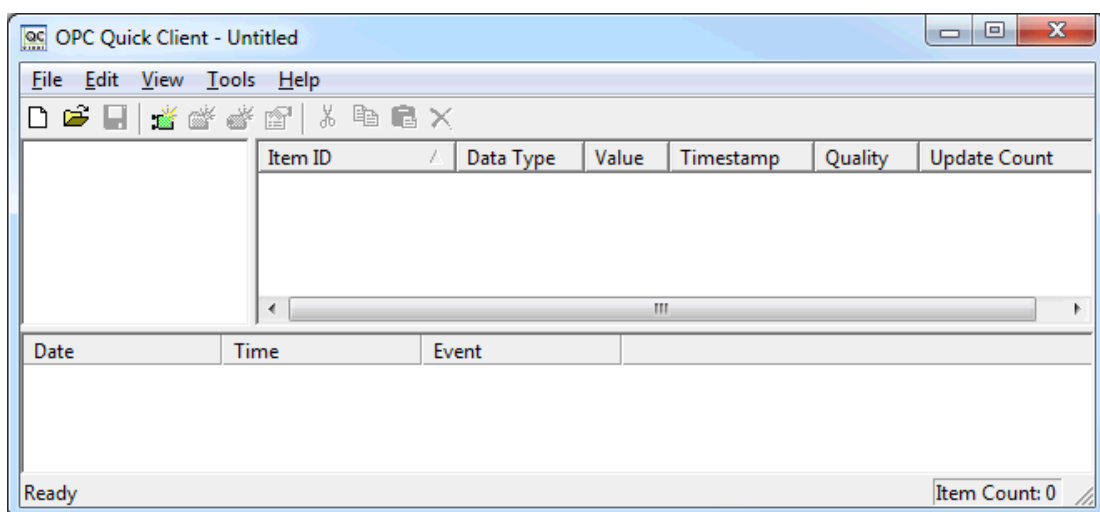 OPC Quick Client - Untitled
File Edit View Tools Help
Item ID Data Type Value Timestamp Quality Update Count
Date Time Event
Ready Item Count: 0